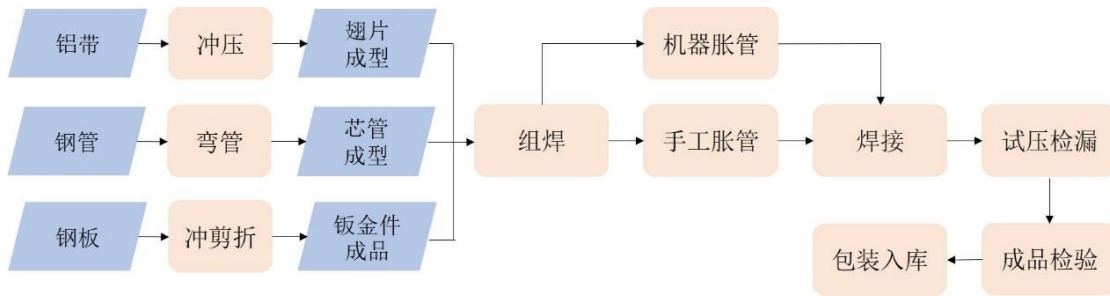 铝带
冲压
翅片
成型
机器胀管
钢管
弯管
芯管
成型
组焊
手工胀管
焊接
试压检漏
钢板
冲剪折
钣金件
成品
包装入库
成品检验